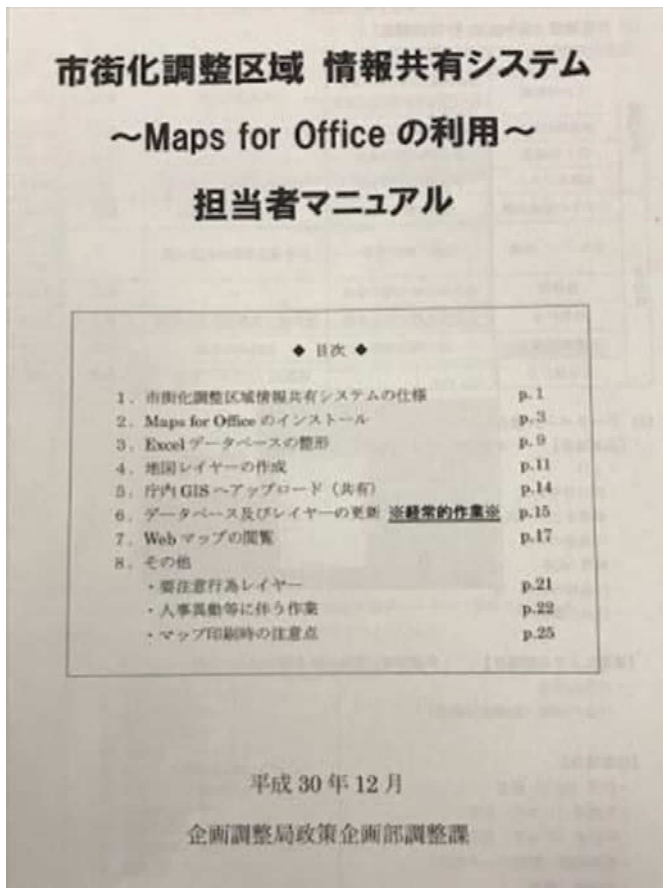 市街化調整区域 情報共有システム
～Maps for Office の利用～
担当者マニュアル
◆ 目次 ◆
1. 市街化調整区域情報共有システムの仕様 p.1
2. Maps for Office のインストール p.3
3. Excel データベースの整形 p.9
4. 地図レイヤーの作成 p.11
5. 庁内 GIS へアップロード（共有） p.14
6. データベース及びレイヤーの更新 ※経常的作業※ p.15
7. Web マップの閲覧 p.17
8. その他
・要注意行為レイヤー p.21
・人事異動等に伴う作業 p.22
・マップ印刷時の注意点 p.25
平成 30 年 12 月
企画調整局政策企画部調整課